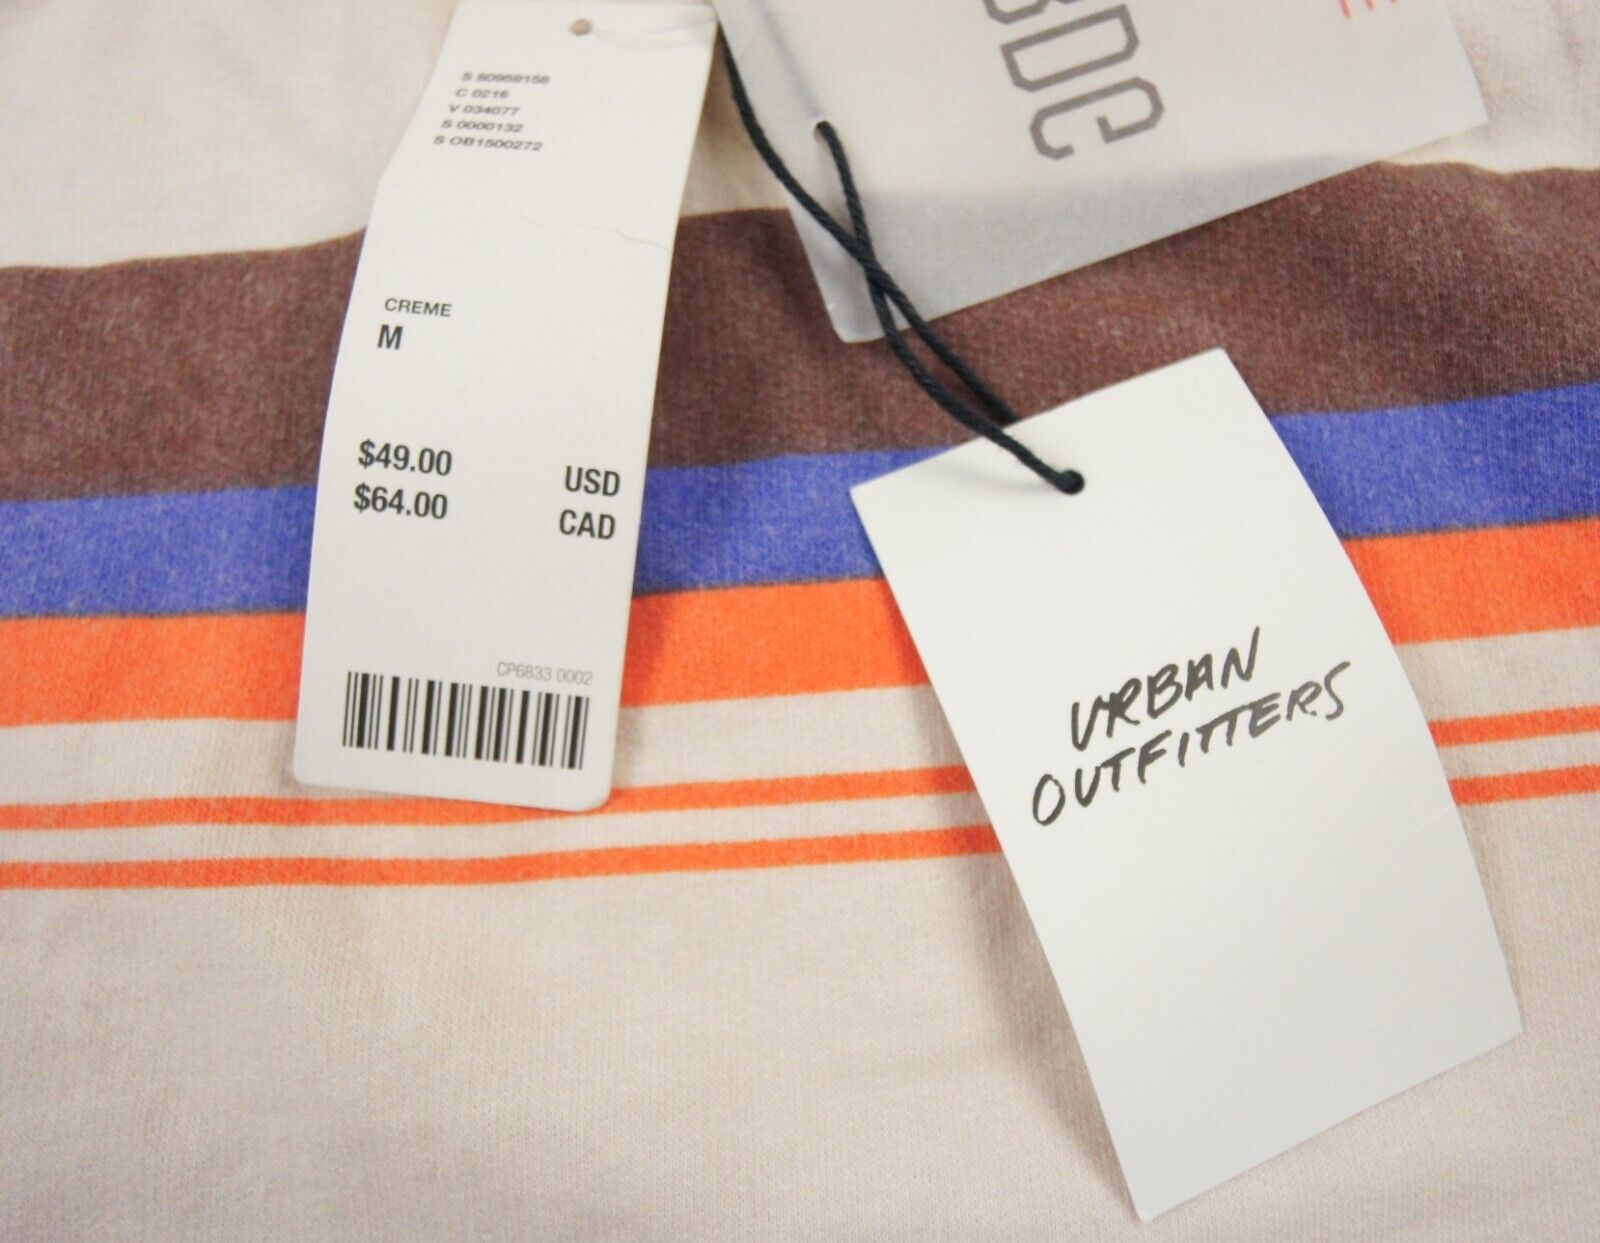 S 80959158
C 0216
V 034077
S 0000132
S OB1500272
CREME
M
$49.00 USD
$64.00 CAD
CP6833 0002
BDG
URBAN
OUTFITTERS